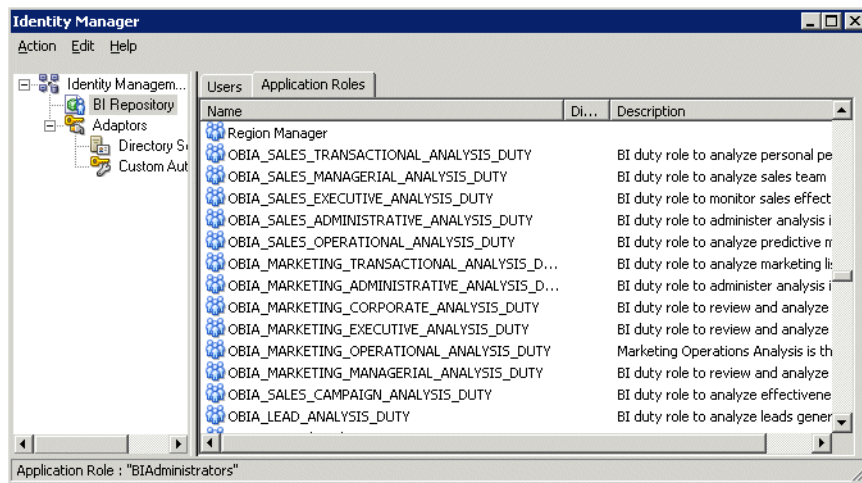 Identity Manager
Action Edit Help
Identity Managem...
BI Repository
Adaptors
Directory S
Custom Aut
Users Application Roles
Name Di... Description
Region Manager
OBIA_SALES_TRANSACTIONAL_ANALYSIS_DUTY BI duty role to analyze personal pe
OBIA_SALES_MANAGERIAL_ANALYSIS_DUTY BI duty role to analyze sales team
OBIA_SALES_EXECUTIVE_ANALYSIS_DUTY BI duty role to monitor sales effect
OBIA_SALES_ADMINISTRATIVE_ANALYSIS_DUTY BI duty role to administer analysis i
OBIA_SALES_OPERATIONAL_ANALYSIS_DUTY BI duty role to analyze predictive m
OBIA_MARKETING_TRANSACTIONAL_ANALYSIS_D... BI duty role to analyze marketing lis
OBIA_MARKETING_ADMINISTRATIVE_ANALYSIS_D... BI duty role to administer analysis i
OBIA_MARKETING_CORPORATE_ANALYSIS_DUTY BI duty role to review and analyze
OBIA_MARKETING_EXECUTIVE_ANALYSIS_DUTY BI duty role to review and analyze
OBIA_MARKETING_OPERATIONAL_ANALYSIS_DUTY Marketing Operations Analysis is th
OBIA_MARKETING_MANAGERIAL_ANALYSIS_DUTY BI duty role to review and analyze
OBIA_SALES_CAMPAIGN_ANALYSIS_DUTY BI duty role to analyze effectivene
OBIA_LEAD_ANALYSIS_DUTY BI duty role to analyze leads gener
Application Role : "BIAdministrators"